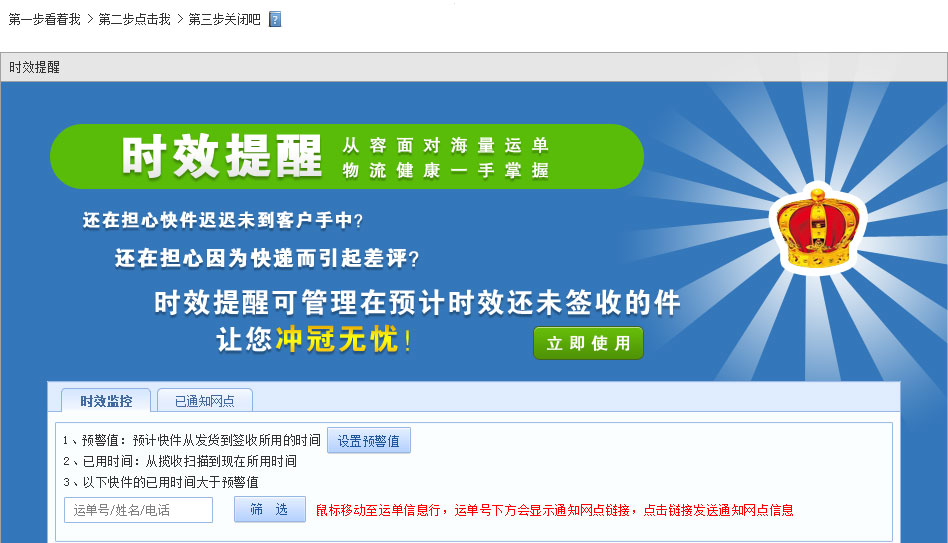 第一步看着我 > 第二步点击我 > 第三步关闭吧 ?
时效提醒
时效提醒
从容面对海量运单
物流健康一手掌握
还在担心快件迟迟未到客户手中?
还在担心因为快递而引起差评?
时效提醒可管理在预计时效还未签收的件
让您冲冠无忧!
立即使用
时效监控 已通知网点
1、预警值：预计快件从发货到签收所用的时间 设置预警值
2、已用时间：从揽收扫描到现在所用时间
3、以下快件的已用时间大于预警值
运单号/姓名/电话 筛 选 鼠标移动至运单信息行，运单号下方会显示通知网点链接，点击链接发送通知网点信息